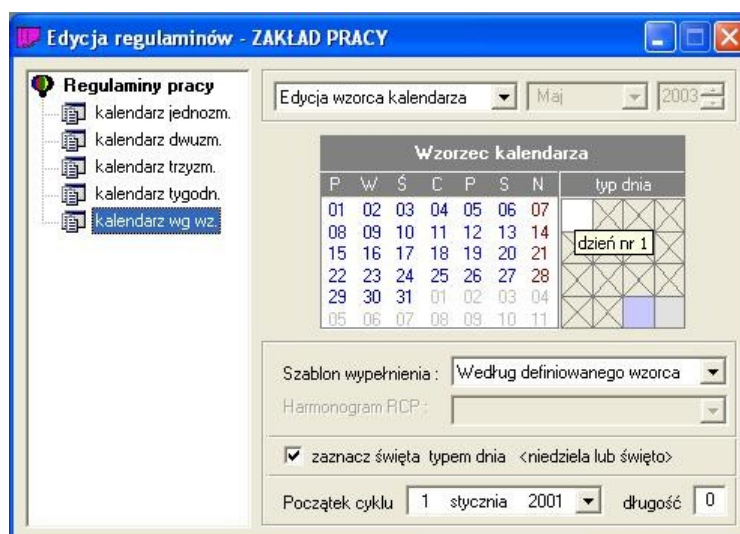 Edycja regulaminów - ZAKŁAD PRACY
Regulaminy pracy
kalendarz jednozm.
kalendarz dwuzm.
kalendarz trzyzm.
kalendarz tygodn.
kalendarz wg wz.
Edycja wzorca kalendarza Maj 2003
Wzorzec kalendarza
P W Ś C P S N typ dnia
01 02 03 04 05 06 07
08 09 10 11 12 13 14
dzień nr 1
15 16 17 18 19 20 21
22 23 24 25 26 27 28
29 30 31 01 02 03 04
05 06 07 08 09 10 11
Szablon wypełnienia : Według definiowanego wzorca
Harmonogram RCP :
zaznacz święta typem dnia <niedziela lub święto>
Początek cyklu 1 stycznia 2001 długość 0